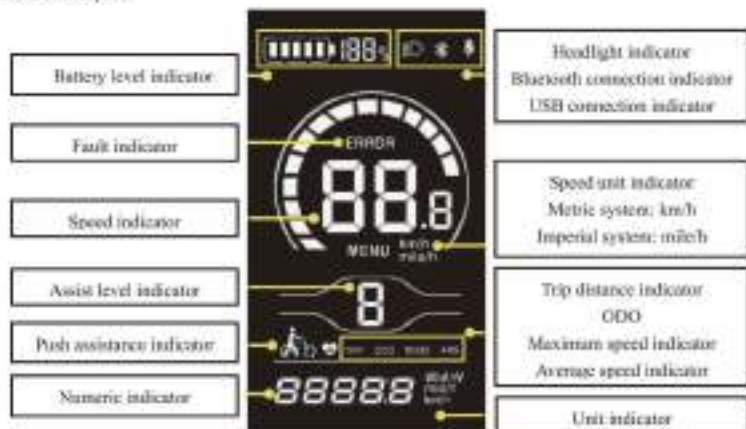 Battery level indicator
Fault indicator
Speed indicator
Assist level indicator
Push assistance indicator
Numeric indicator
188
ERROR
88.8
MENU km/h
mile/h
8
88888
Headlight indicator
Bluetooth connection indicator
USB connection indicator
Speed unit indicator
Metric system: km/h
Imperial system: mile/h
Trip distance indicator
ODO
Maximum speed indicator
Average speed indicator
Unit indicator